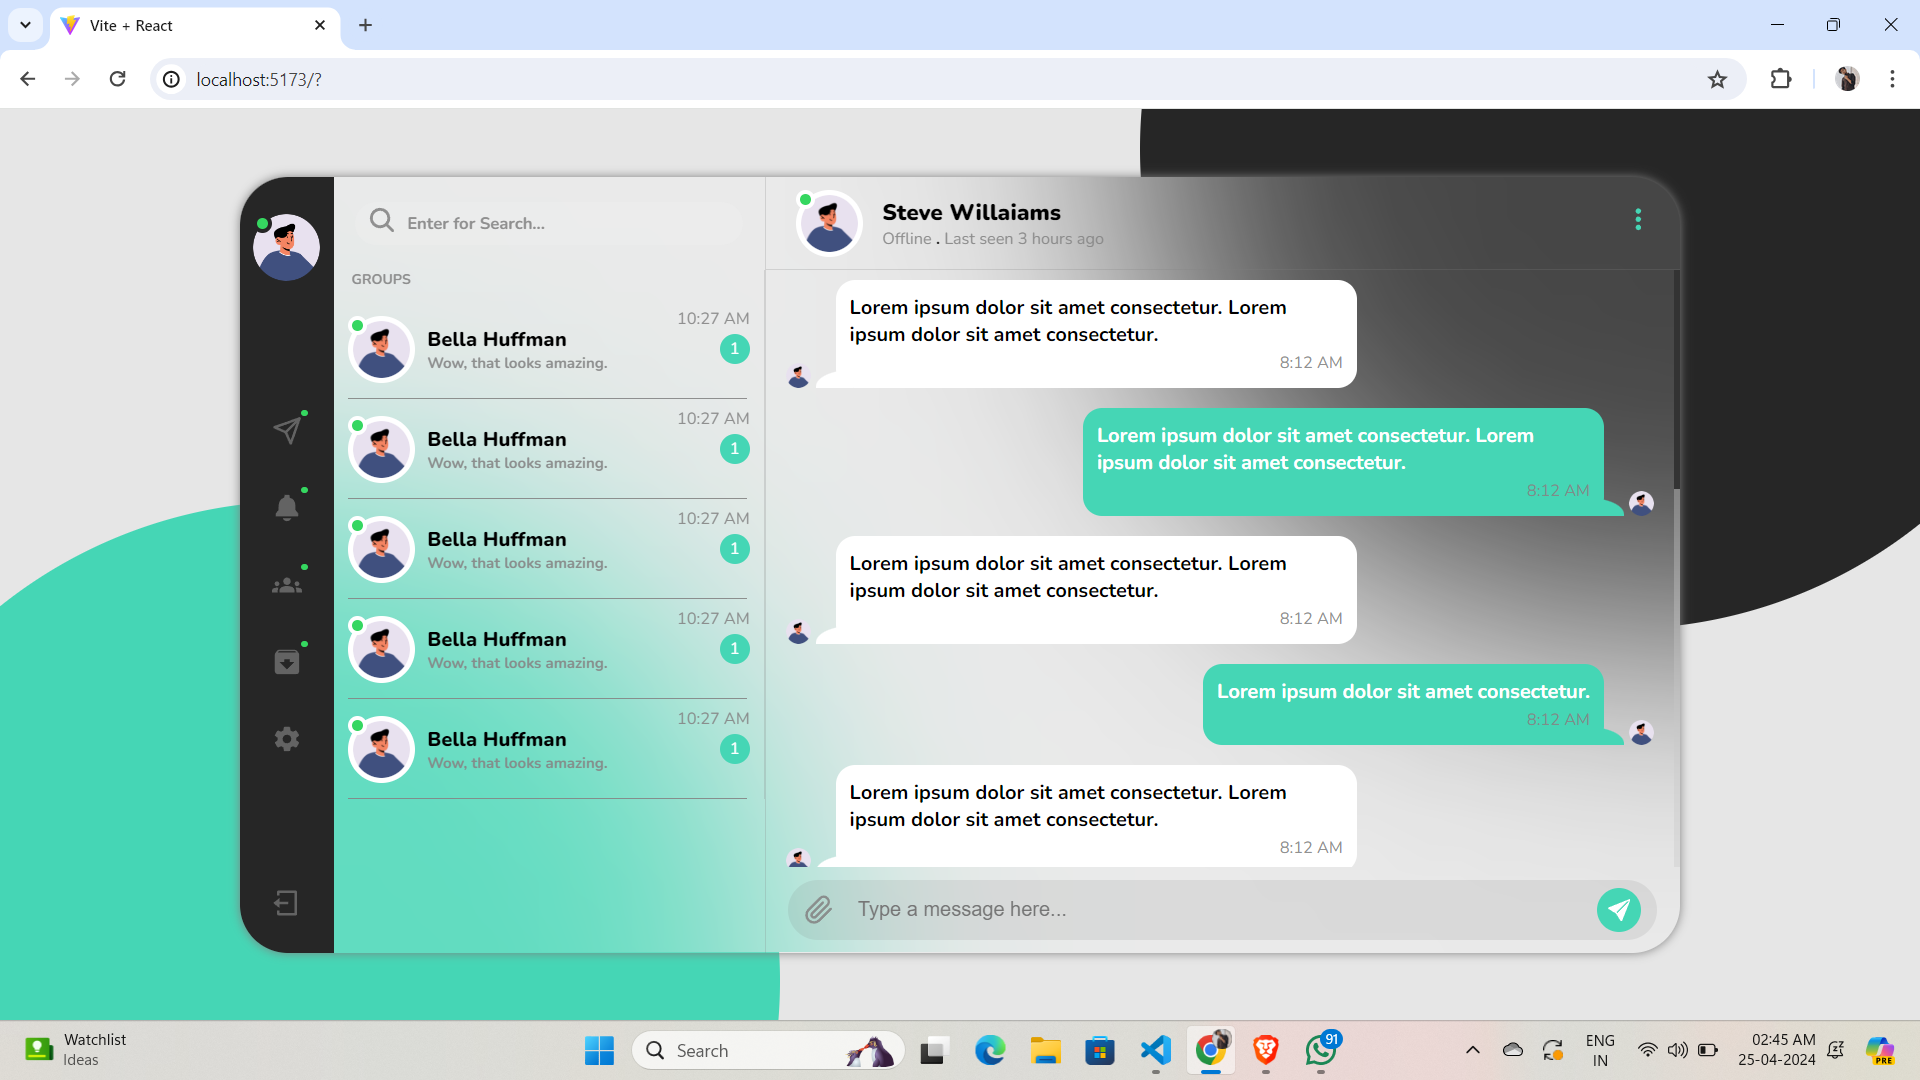 Vite + React
localhost:5173/?
Enter for Search...
GROUPS
Bella Huffman
Wow, that looks amazing.
10:27 AM
1
Bella Huffman
Wow, that looks amazing.
10:27 AM
1
Bella Huffman
Wow, that looks amazing.
10:27 AM
1
Bella Huffman
Wow, that looks amazing.
10:27 AM
1
Bella Huffman
Wow, that looks amazing.
10:27 AM
1
Steve Willaiams
Offline . Last seen 3 hours ago
Lorem ipsum dolor sit amet consectetur. Lorem
ipsum dolor sit amet consectetur.
8:12 AM
Lorem ipsum dolor sit amet consectetur. Lorem
ipsum dolor sit amet consectetur.
8:12 AM
Lorem ipsum dolor sit amet consectetur. Lorem
ipsum dolor sit amet consectetur.
8:12 AM
Lorem ipsum dolor sit amet consectetur.
8:12 AM
Lorem ipsum dolor sit amet consectetur. Lorem
ipsum dolor sit amet consectetur.
8:12 AM
Type a message here...
Watchlist
Ideas
Search
91
ENG
IN
02:45 AM
25-04-2024
PRE